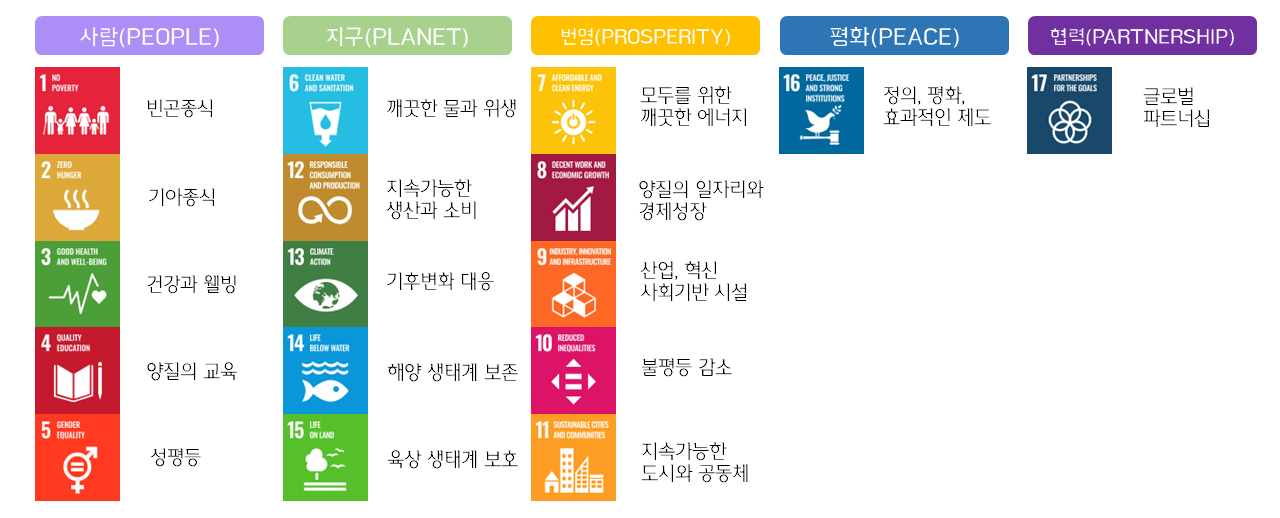 사람(PEOPLE)
1 NO
POVERTY
빈곤종식
2 ZERO
HUNGER
기아종식
3 GOOD HEALTH
AND WELL-BEING
건강과 웰빙
4 QUALITY
EDUCATION
양질의 교육
5 GENDER
EQUALITY
성평등
지구(PLANET)
6 CLEAN WATER
AND SANITATION
깨끗한 물과 위생
12 RESPONSIBLE
CONSUMPTION
AND PRODUCTION
지속가능한
생산과 소비
13 CLIMATE
ACTION
기후변화 대응
14 LIFE
BELOW WATER
해양 생태계 보존
15 LIFE
ON LAND
육상 생태계 보호
번영(PROSPERITY)
7 AFFORDABLE AND
CLEAN ENERGY
모두를 위한
깨끗한 에너지
8 DECENT WORK AND
ECONOMIC GROWTH
양질의 일자리와
경제성장
9 INDUSTRY, INNOVATION
AND INFRASTRUCTURE
산업, 혁신
사회기반 시설
10 REDUCED
INEQUALITIES
불평등 감소
11 SUSTAINABLE CITIES
AND COMMUNITIES
지속가능한
도시와 공동체
평화(PEACE)
16 PEACE, JUSTICE
AND STRONG
INSTITUTIONS
정의, 평화,
효과적인 제도
협력(PARTNERSHIP)
17 PARTNERSHIPS
FOR THE GOALS
글로벌
파트너십